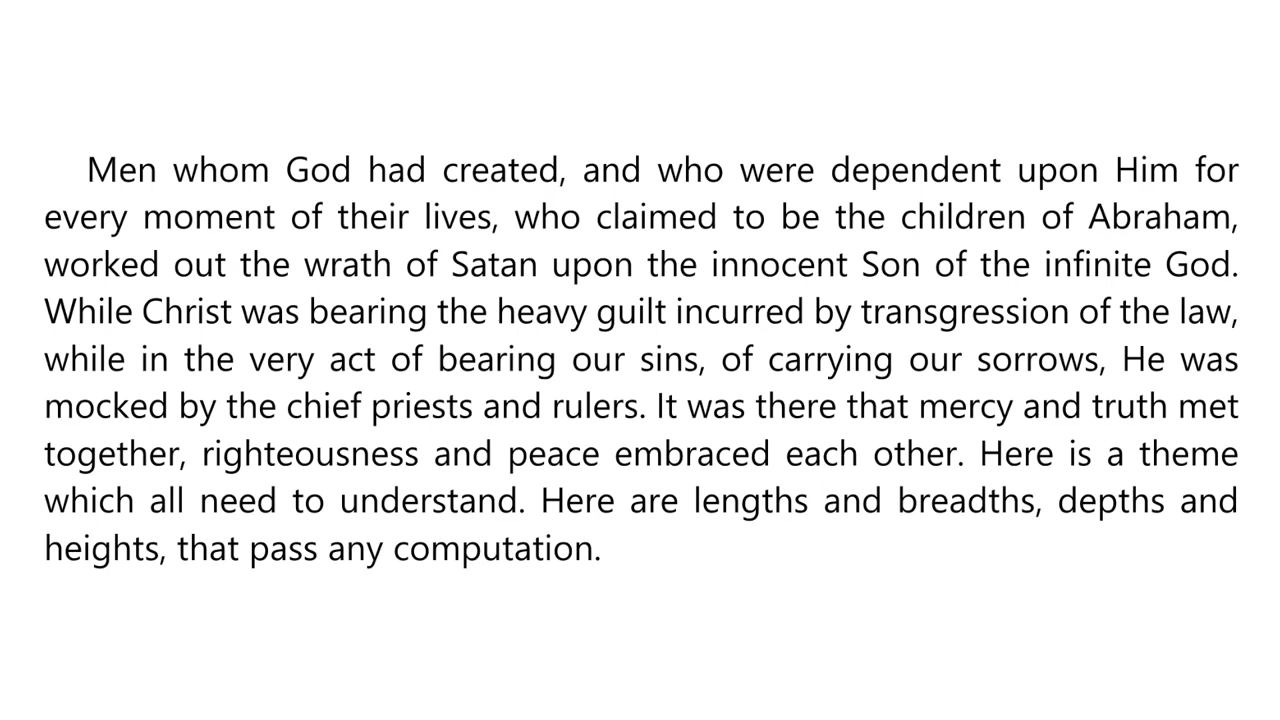 Men whom God had created, and who were dependent upon Him for
every moment of their lives, who claimed to be the children of Abraham,
worked out the wrath of Satan upon the innocent Son of the infinite God.
While Christ was bearing the heavy guilt incurred by transgression of the law,
while in the very act of bearing our sins, of carrying our sorrows, He was
mocked by the chief priests and rulers. It was there that mercy and truth met
together, righteousness and peace embraced each other. Here is a theme
which all need to understand. Here are lengths and breadths, depths and
heights, that pass any computation.